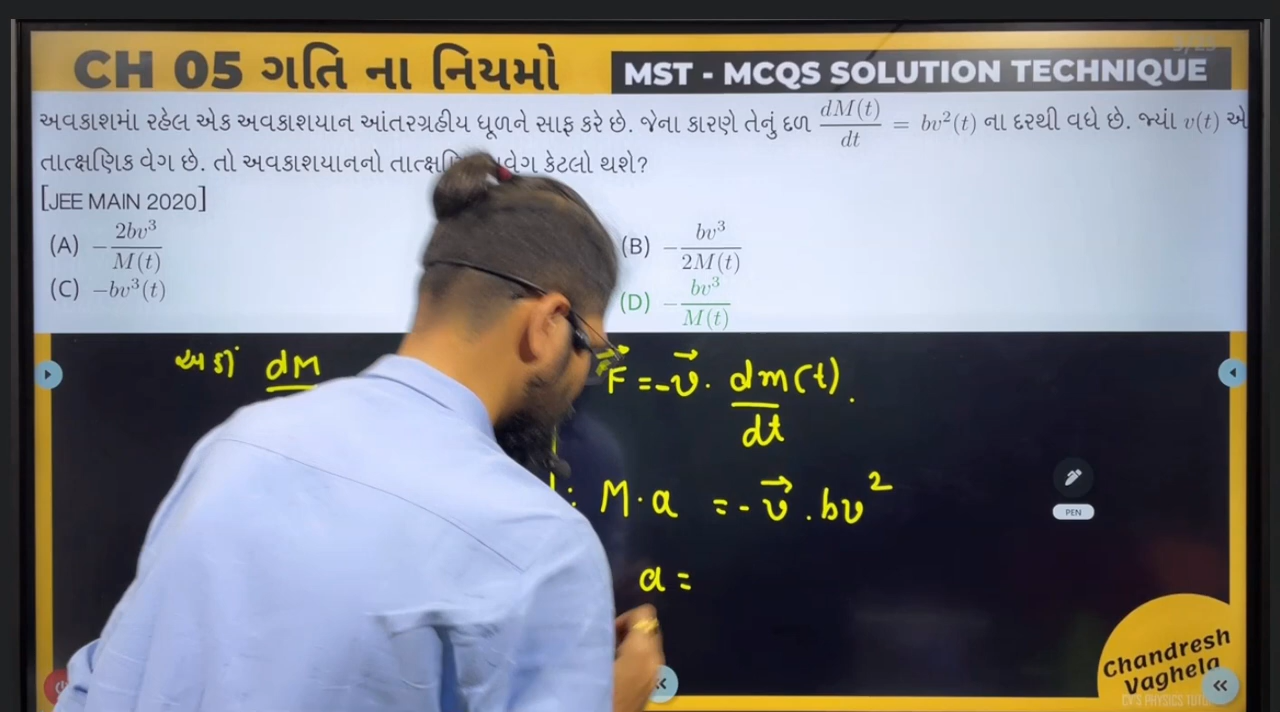 CH 05 ગતિ ના નિયમો
MST - MCQS SOLUTION TECHNIQUE
અવકાશમાં રહેલ એક અવકાશયાન આંતરગ્રહીય ધૂળને સાફ કરે છે. જેના કારણે તેનું દળ dM(t)/dt = bv²(t) ના દરથી વધે છે. જ્યાં v(t) એ
તાત્ક્ષણિક વેગ છે. તો અવકાશયાનનો વેગ કેટલો થશે?
[JEE MAIN 2020]
(A) -2bv³/M(t)
(B) -bv³/2M(t)
(C) -bv³(t)
(D) -bv³/M(t)
અહીં dM
F⃗ = -v⃗ . dm(t)/dt .
M·a = -v⃗ . bv²
a =
PEN
Chandresh
Vaghela